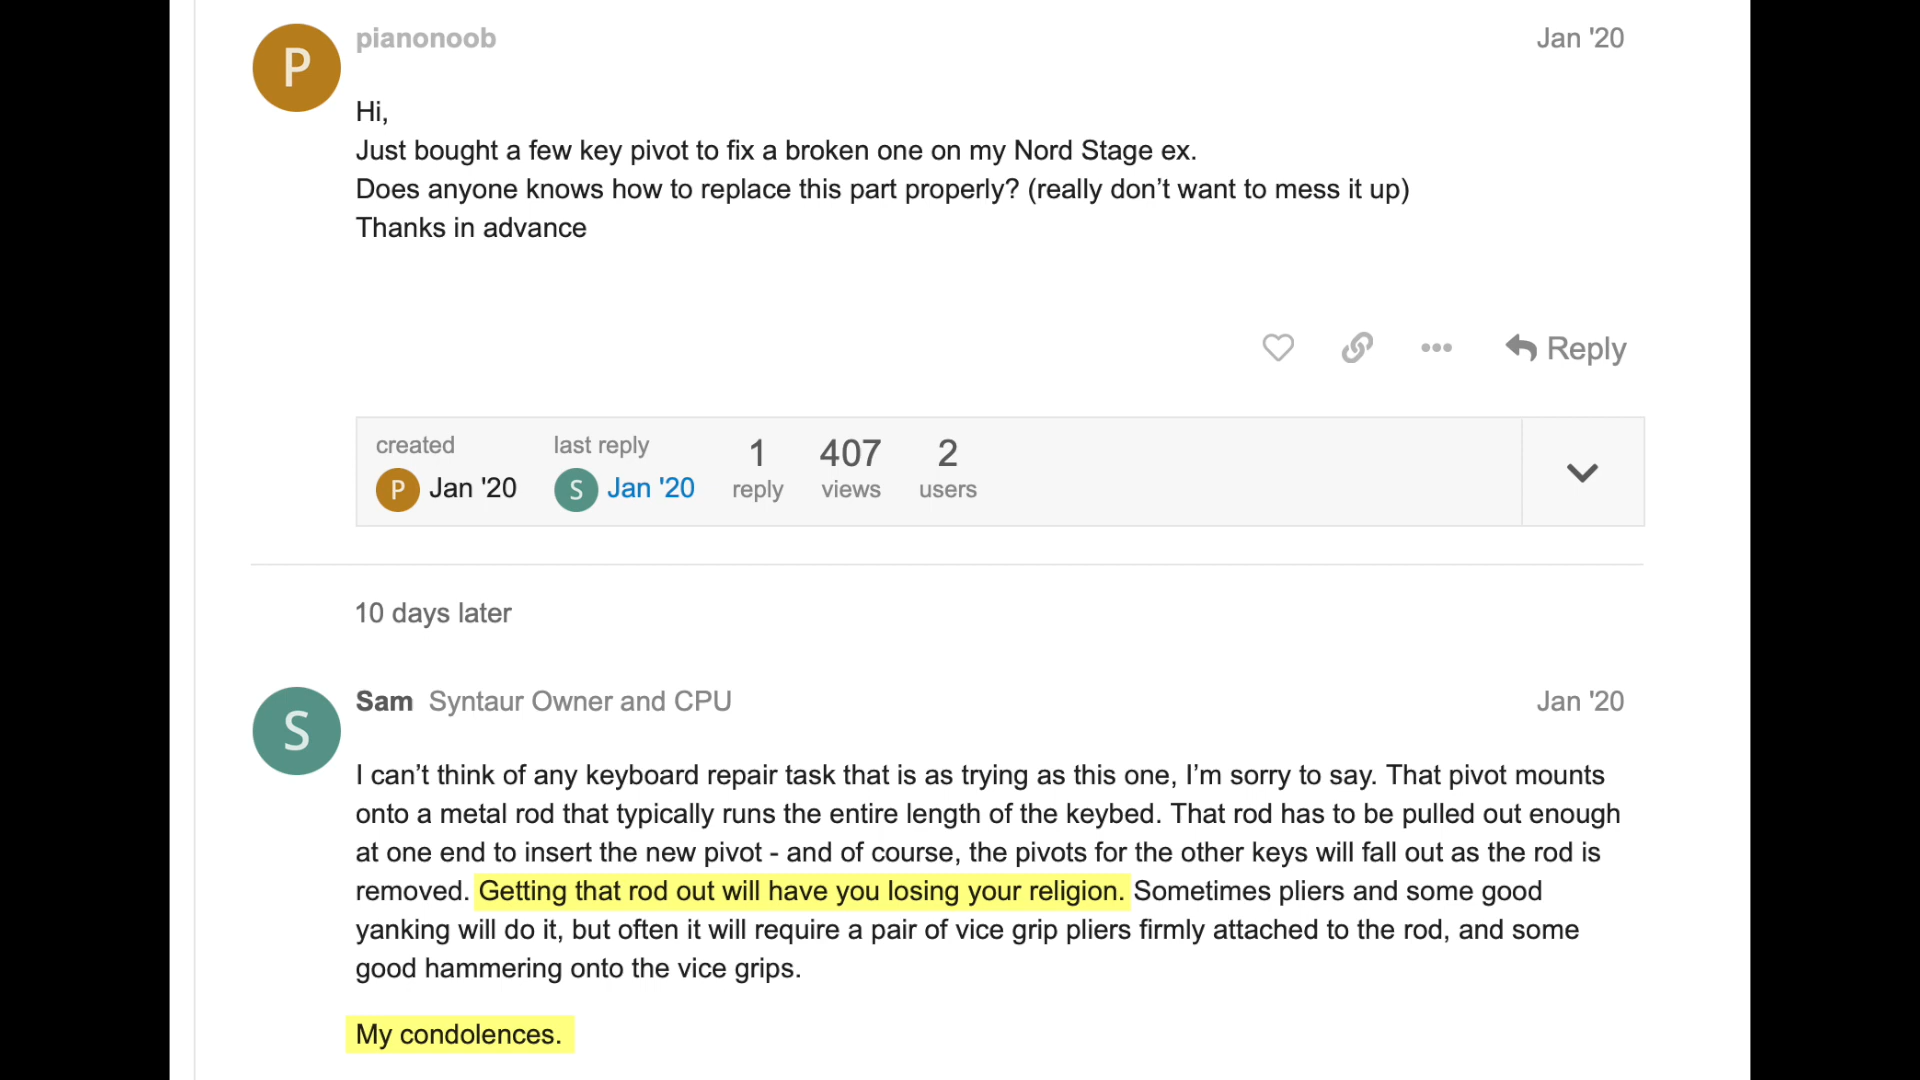 P
pianonoob
Jan '20
Hi,
Just bought a few key pivot to fix a broken one on my Nord Stage ex.
Does anyone knows how to replace this part properly? (really don’t want to mess it up)
Thanks in advance
Reply
created
last reply
1
407
2
P Jan '20
S Jan '20
reply
views
users
10 days later
S
Sam Syntaur Owner and CPU
Jan '20
I can’t think of any keyboard repair task that is as trying as this one, I’m sorry to say. That pivot mounts
onto a metal rod that typically runs the entire length of the keybed. That rod has to be pulled out enough
at one end to insert the new pivot - and of course, the pivots for the other keys will fall out as the rod is
removed. Getting that rod out will have you losing your religion. Sometimes pliers and some good
yanking will do it, but often it will require a pair of vice grip pliers firmly attached to the rod, and some
good hammering onto the vice grips.
My condolences.